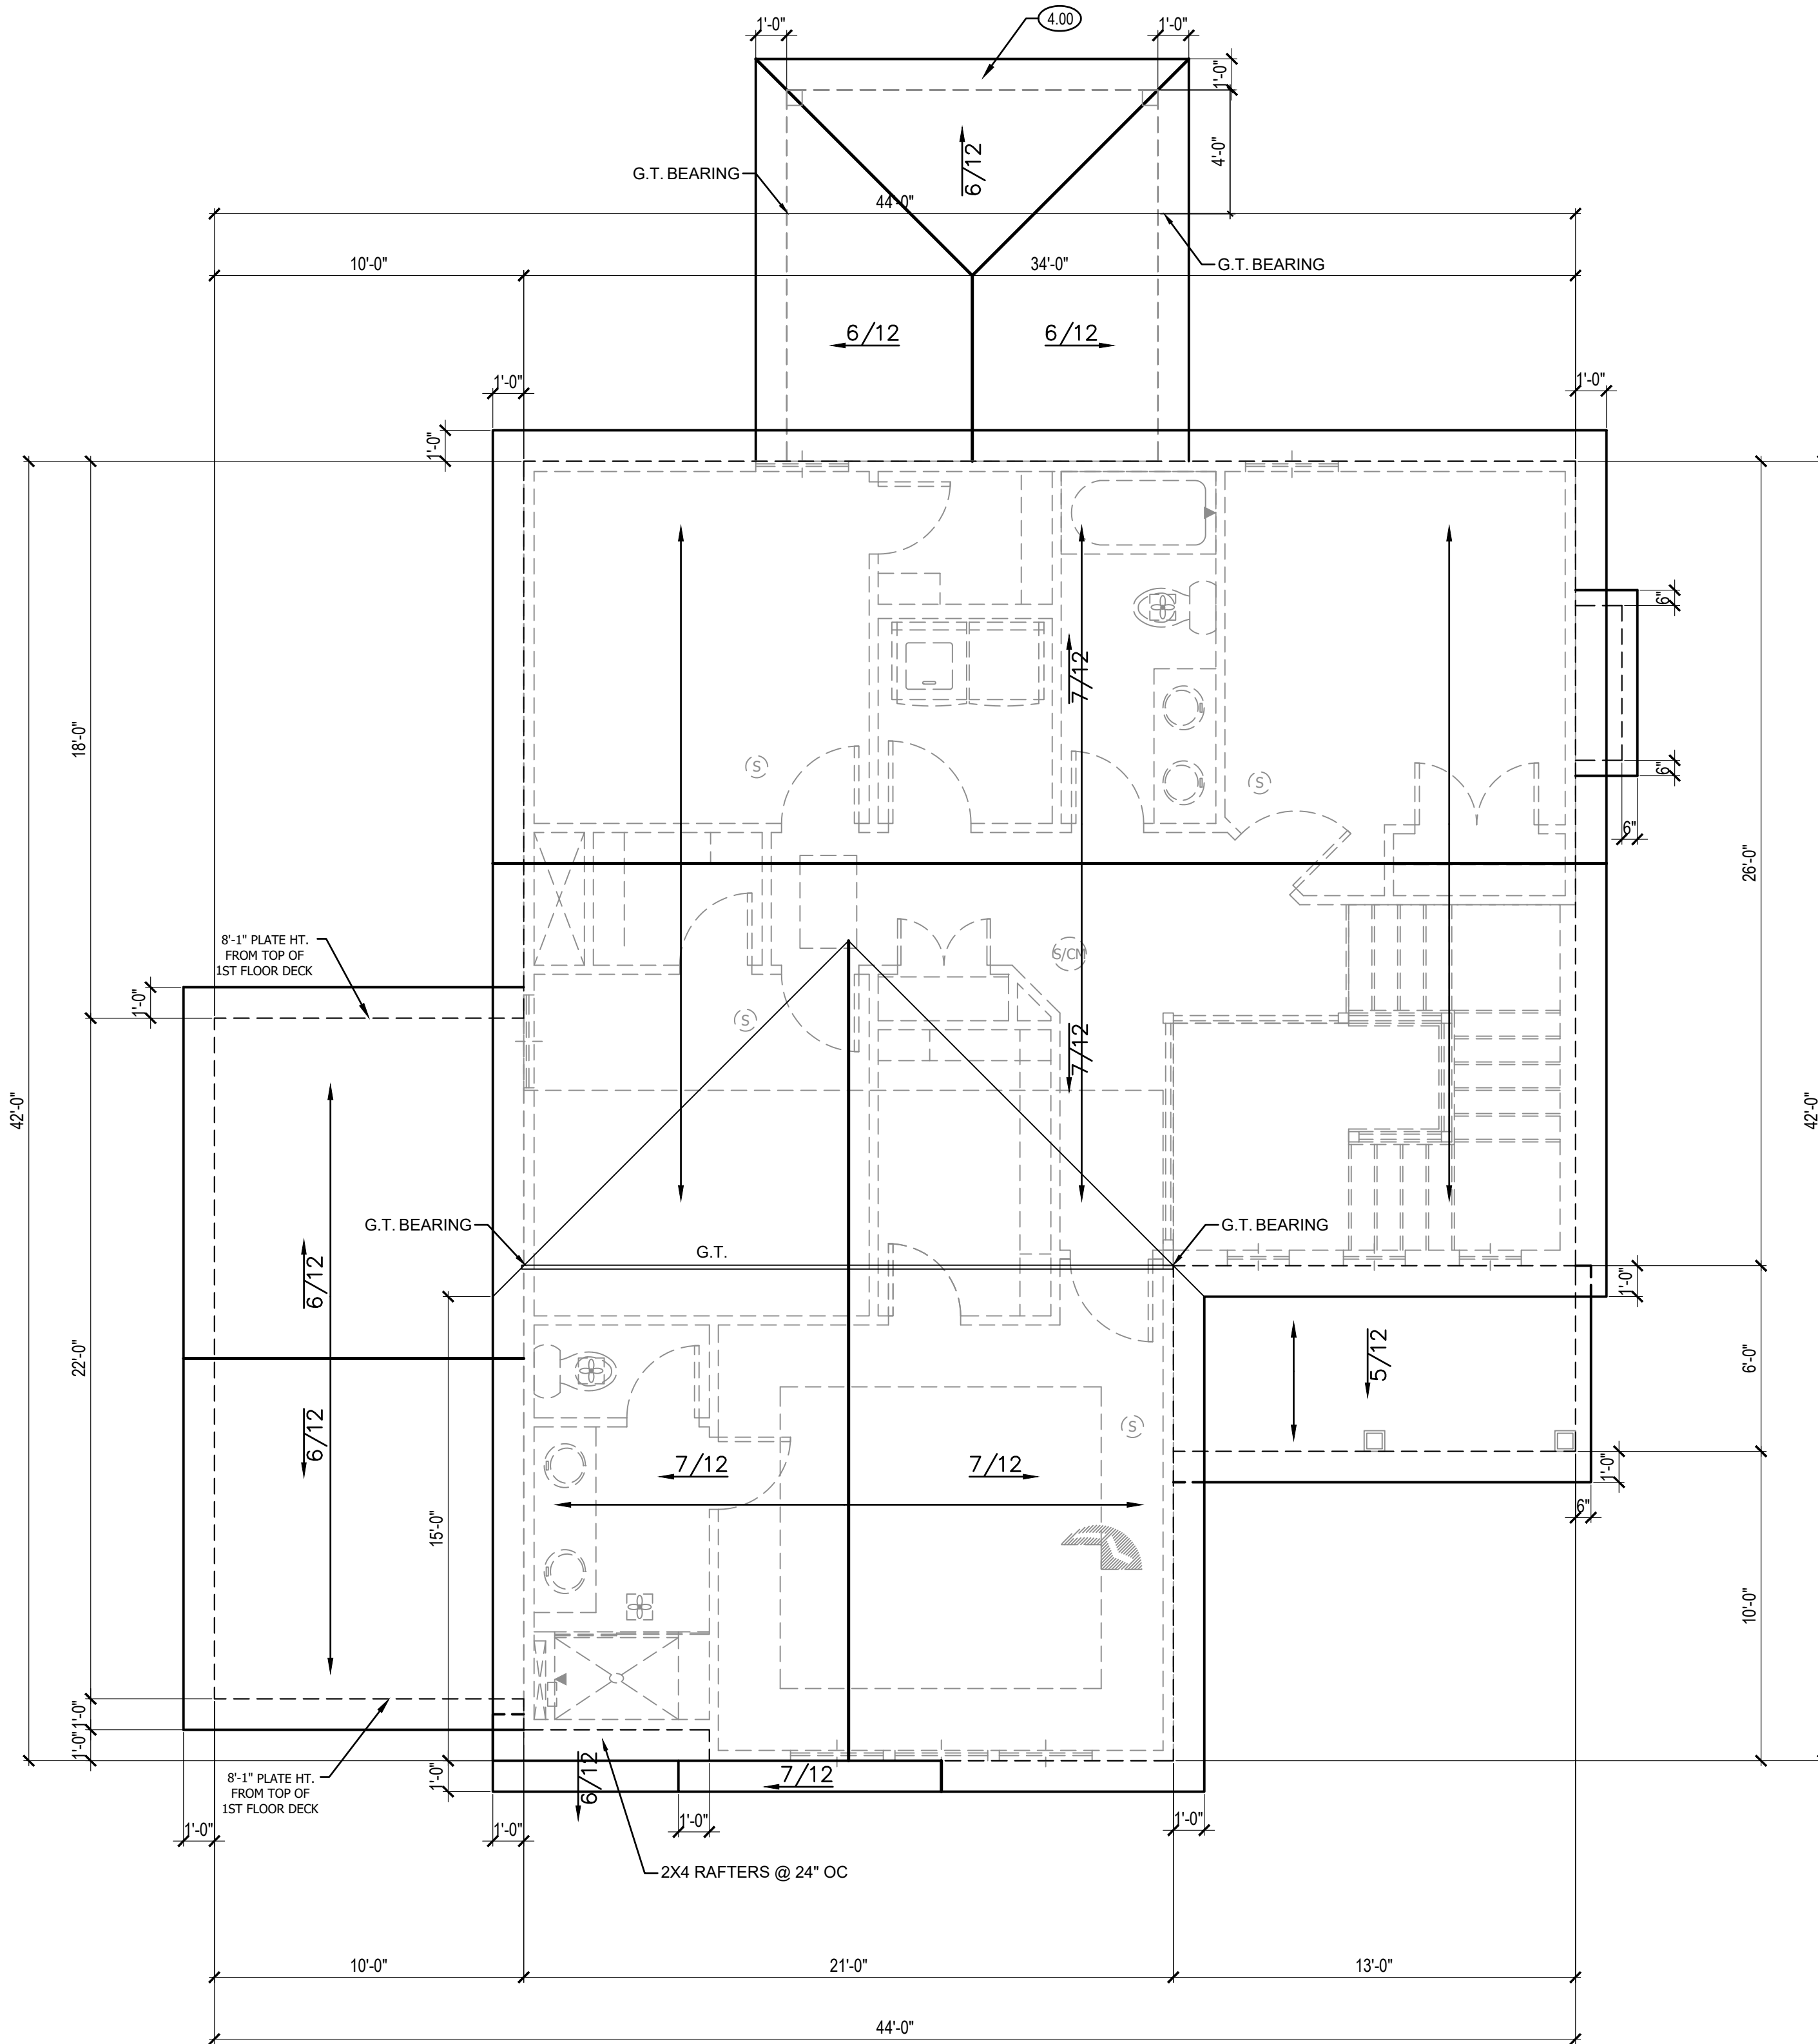 4.00
1'-0"
1'-0"
1'-0"
4'-0"
6/12
G.T. BEARING
44'-0"
10'-0"
34'-0"
G.T. BEARING
6/12
6/12
1'-0"
1'-0"
1'-0"
6"
7/12
18'-0"
S
S
6"
6"
26'-0"
8'-1" PLATE HT.
FROM TOP OF
1ST FLOOR DECK
S/CM
1'-0"
S
7/12
42'-0"
42'-0"
G.T. BEARING
G.T.
G.T. BEARING
6/12
1'-0"
5/12
22'-0"
6'-0"
6/12
S
7/12
7/12
1'-0"
6"
15'-0"
10'-0"
1'-0"
1'-0"
8'-1" PLATE HT.
FROM TOP OF
1ST FLOOR DECK
1'-0"
6/12
7/12
1'-0"
1'-0"
1'-0"
1'-0"
2X4 RAFTERS @ 24" OC
10'-0"
21'-0"
13'-0"
44'-0"